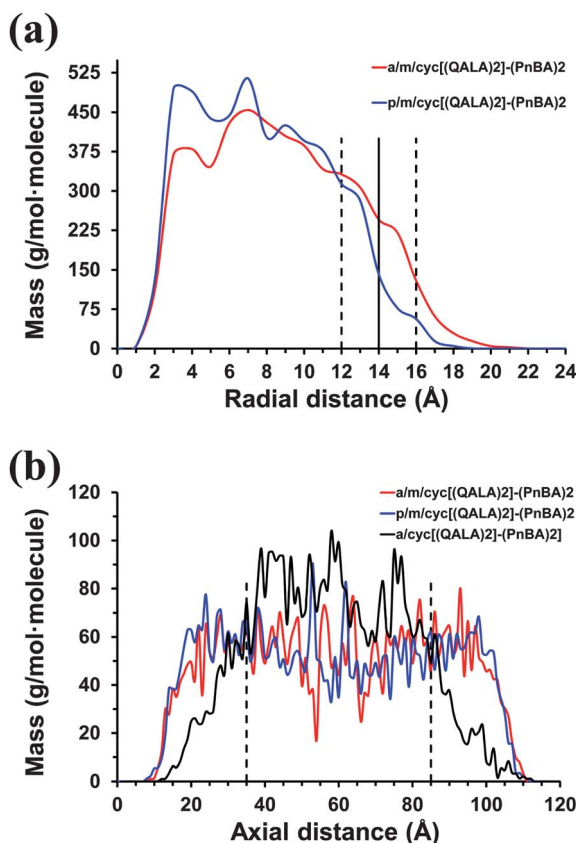 (a)
a/m/cyc[(QALA)2]-(PnBA)2
p/m/cyc[(QALA)2]-(PnBA)2
Mass (g/mol·molecule)
525
450
375
300
225
150
75
0
0 2 4 6 8 10 12 14 16 18 20 22 24
Radial distance (Å)
(b)
a/m/cyc[(QALA)2]-(PnBA)2
p/m/cyc[(QALA)2]-(PnBA)2
a/cyc[(QALA)2]-(PnBA)2]
Mass (g/mol·molecule)
120
100
80
60
40
20
0
0 20 40 60 80 100 120
Axial distance (Å)